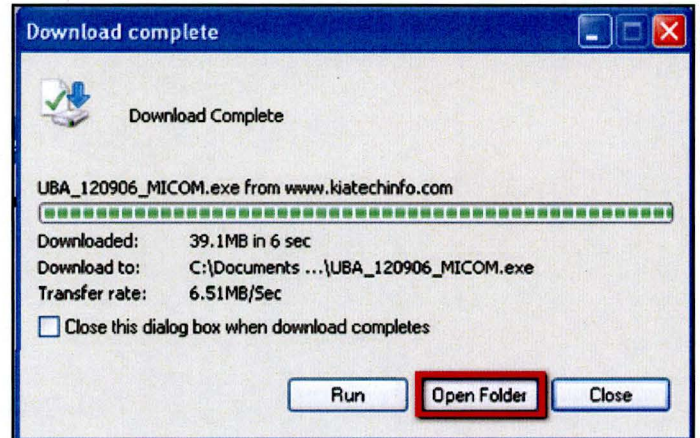 Download complete
Download Complete
UBA_120906_MICOM.exe from www.kiatechinfo.com
Downloaded: 39.1MB in 6 sec
Download to: C:\Documents ...\UBA_120906_MICOM.exe
Transfer rate: 6.51MB/Sec
Close this dialog box when download completes
Run Open Folder Close